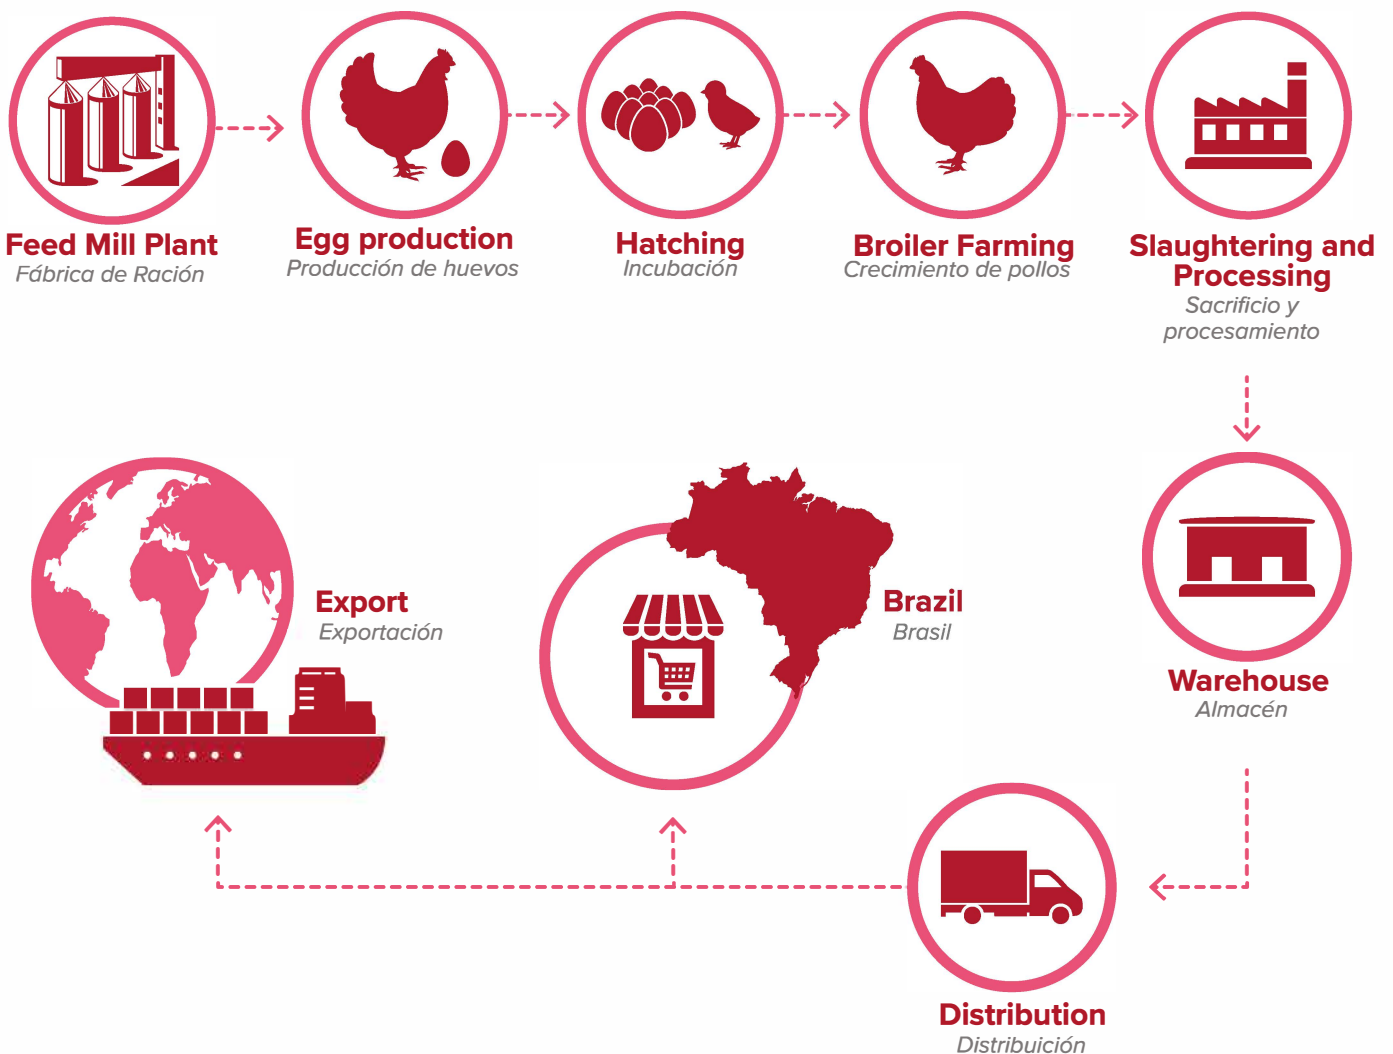 Feed Mill Plant
Fábrica de Ración
Egg production
Producción de huevos
Hatching
Incubación
Broiler Farming
Crecimiento de pollos
Slaughtering and
Processing
Sacrificio y
procesamiento
Export
Exportación
Brazil
Brasil
Warehouse
Almacén
Distribution
Distribuición